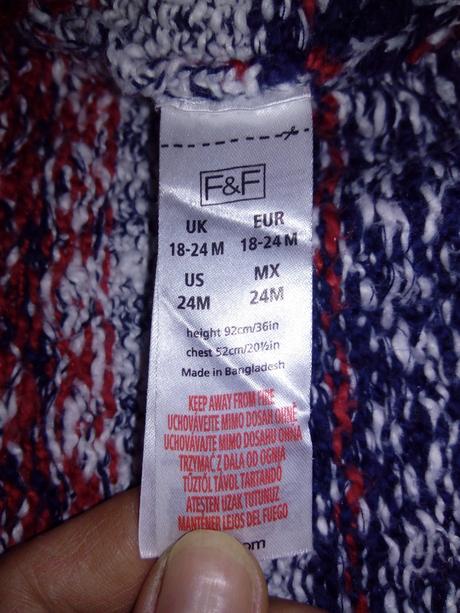 F&F
UK EUR
18-24 M 18-24 M
US MX
24M 24M
height 92cm/36in
chest 52cm/20½in
Made in Bangladesh
KEEP AWAY FROM FIRE
UCHOVÁVEJTE MIMO DOSAH OHNĚ
UCHOVÁVAJTE MIMO DOSAHU OHŇA
TRZYMAĆ Z DALA OD OGNIA
TŰZTŐL TÁVOL TARTANDÓ
ATEŞTEN UZAK TUTUNUZ
MANTENER LEJOS DEL FUEGO
om